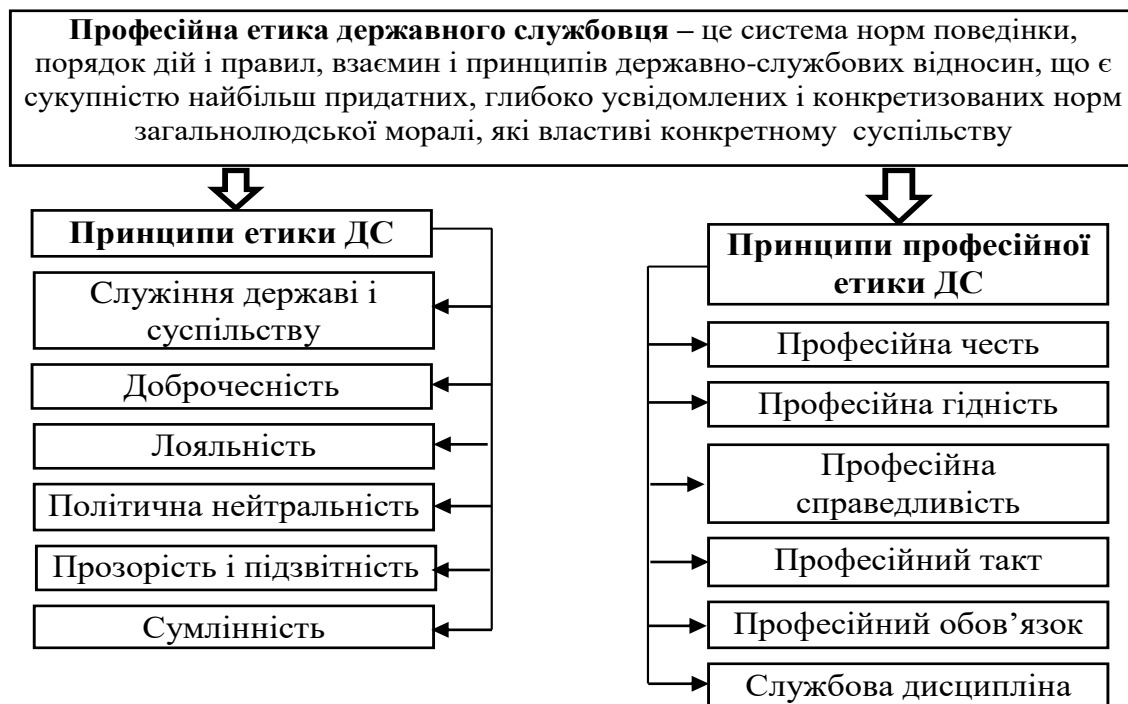 Професійна етика державного службовця – це система норм поведінки,
порядок дій і правил, взаємин і принципів державно-службових відносин, що є
сукупністю найбільш придатних, глибоко усвідомлених і конкретизованих норм
загальнолюдської моралі, які властиві конкретному суспільству
Принципи етики ДС
Служіння державі і
суспільству
Доброчесність
Лояльність
Політична нейтральність
Прозорість і підзвітність
Сумлінність
Принципи професійної
етики ДС
Професійна честь
Професійна гідність
Професійна
справедливість
Професійний такт
Професійний обов’язок
Службова дисципліна